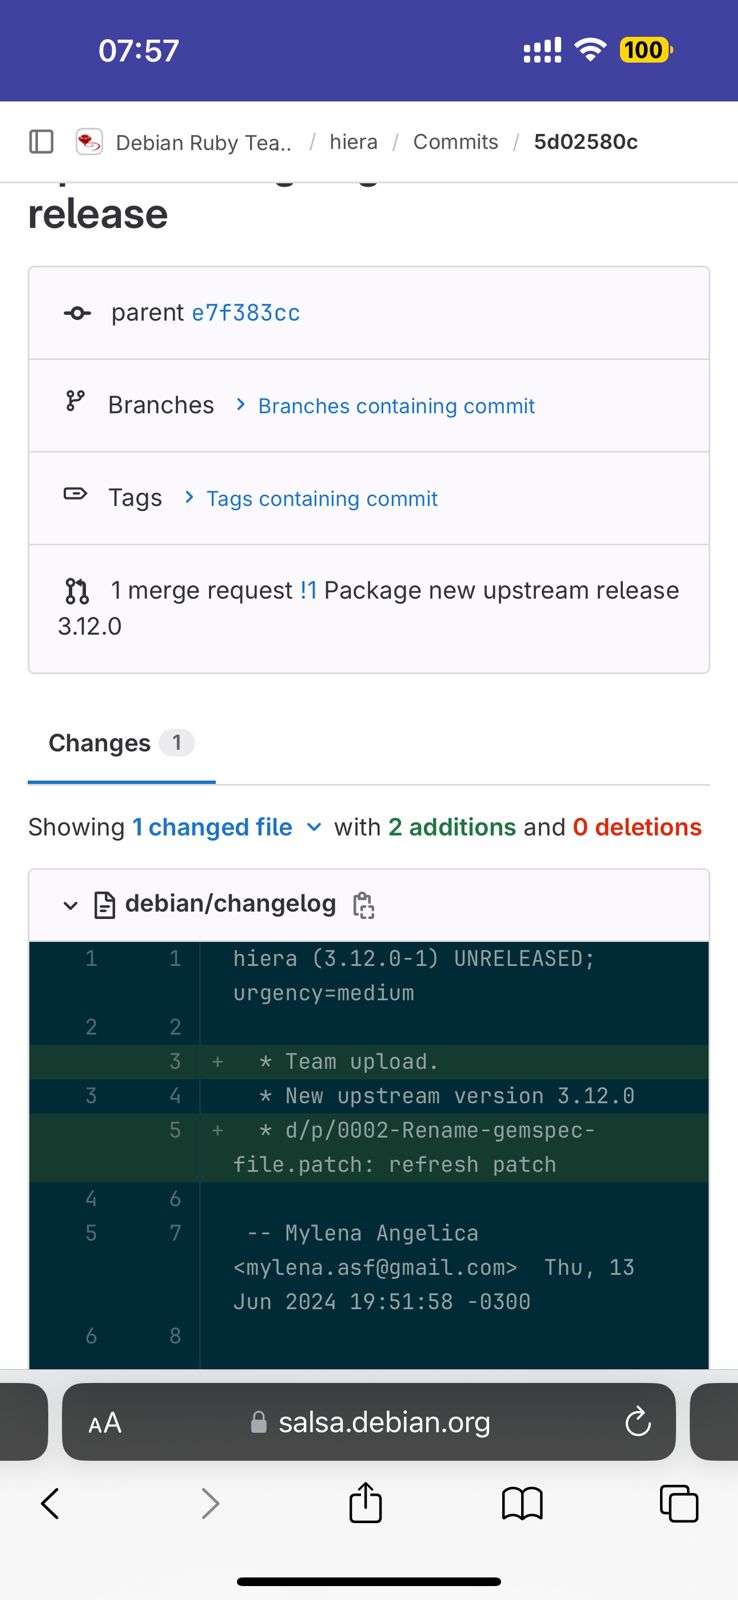 07:57
100
Debian Ruby Tea.. / hiera / Commits / 5d02580c
release
parent e7f383cc
Branches > Branches containing commit
Tags > Tags containing commit
1 merge request !1 Package new upstream release
3.12.0
Changes 1
Showing 1 changed file with 2 additions and 0 deletions
debian/changelog
1 1 hiera (3.12.0-1) UNRELEASED;
urgency=medium
2 2
3 + * Team upload.
3 4 * New upstream version 3.12.0
5 + * d/p/0002-Rename-gemspec-
file.patch: refresh patch
4 6
5 7 -- Mylena Angelica
<mylena.asf@gmail.com>  Thu, 13
Jun 2024 19:51:58 -0300
6 8
AA salsa.debian.org